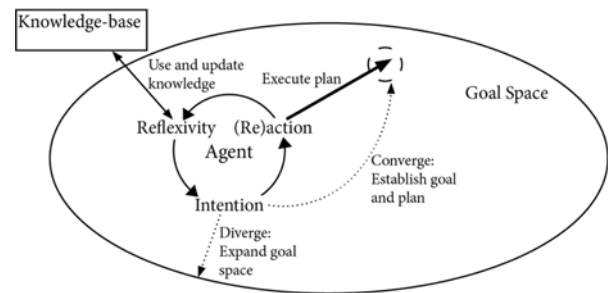 Knowledge-base
Use and update
knowledge
Execute plan
Goal Space
Reflexivity
(Re)action
Agent
Converge:
Establish goal
and plan
Intention
Diverge:
Expand goal
space